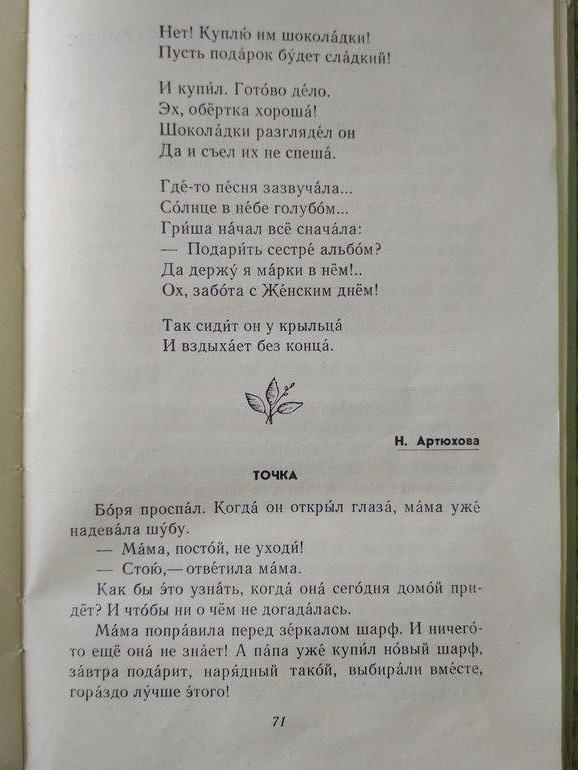 Нет! Куплю́ им шокола́дки!
Пусть пода́рок бу́дет сла́дкий!
И купи́л. Гото́во де́ло.
Эх, обёртка хороша́!
Шокола́дки разгляде́л он
Да и съел их не спеша́.
Где́-то пе́сня зазвуча́ла...
Со́лнце в не́бе голубо́м...
Гри́ша на́чал всё снача́ла:
— Подари́ть сестре́ альбо́м?
Да держу́ я ма́рки в нём!..
Ох, забо́та с Же́нским днём!
Так сиди́т он у крыльца́
И вздыха́ет без конца́.
Н. Артюхова
ТОЧКА
Бо́ря проспа́л. Когда́ он откры́л глаза́, ма́ма уже́
надева́ла шу́бу.
— Ма́ма, посто́й, не уходи́!
— Стою́,— отве́тила ма́ма.
Как бы э́то узна́ть, когда́ она́ сего́дня домо́й при-
дёт? И что́бы ни о чём не догада́лась.
Ма́ма попра́вила перед зе́ркалом шарф. И ничего́-
то ещё она́ не зна́ет! А па́па уже́ купи́л но́вый шарф,
за́втра пода́рит, наря́дный тако́й, выбира́ли вме́сте,
гора́здо лу́чше э́того!
71